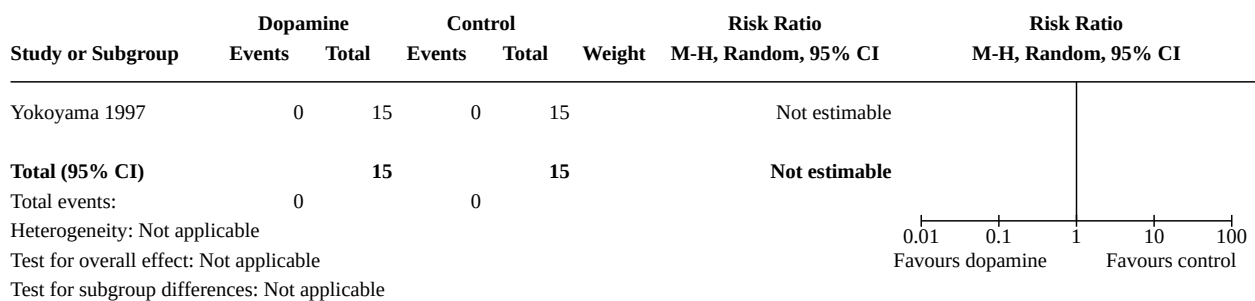 Dopamine Control Risk Ratio Risk Ratio
Study or Subgroup Events Total Events Total Weight M-H, Random, 95% CI M-H, Random, 95% CI
Yokoyama 1997 0 15 0 15 Not estimable
Total (95% CI) 15 15 Not estimable
Total events: 0 0
Heterogeneity: Not applicable
0.01 0.1 1 10 100
Test for overall effect: Not applicable Favours dopamine Favours control
Test for subgroup differences: Not applicable